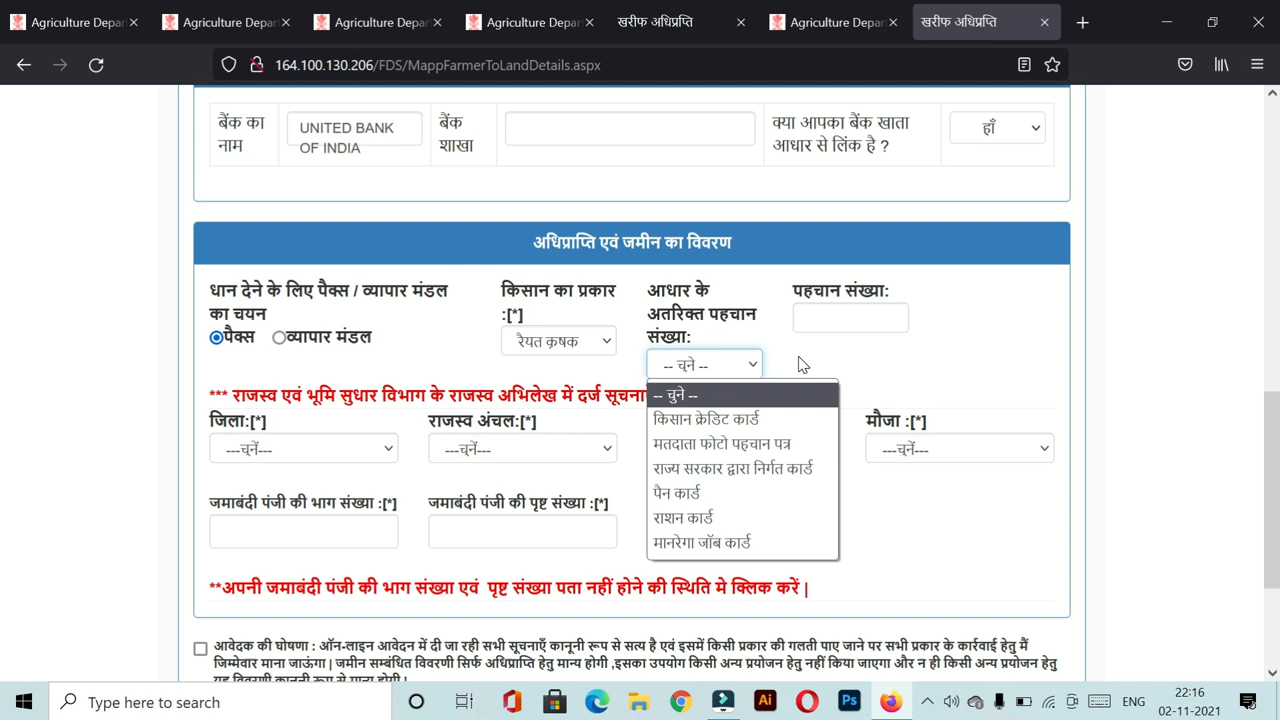 Agriculture Depar
Agriculture Depar
Agriculture Depar
Agriculture Depar
खरीफ अधिप्राप्ति
Agriculture Depar
खरीफ अधिप्राप्ति
164.100.130.206/FDS/MappFarmerToLandDetails.aspx
बैंक का नाम
UNITED BANK
OF INDIA
बैंक
शाखा
क्या आपका बैंक खाता
आधार से लिंक है ?
हाँ
अधिप्राप्ति एवं जमीन का विवरण
धान देने के लिए पैक्स / व्यापार मंडल
का चयन
पैक्स व्यापार मंडल
किसान का प्रकार
:[*]
रैयत कृषक
आधार के
अतरिक्त पहचान
संख्या:
-- चुने --
पहचान संख्या:
-- चुने --
किसान क्रेडिट कार्ड
मतदाता फोटो पहचान पत्र
राज्य सरकार द्वारा निर्गत कार्ड
पैन कार्ड
राशन कार्ड
मानरेगा जॉब कार्ड
*** राजस्व एवं भूमि सुधार विभाग के राजस्व अभिलेख में दर्ज सूचना
जिला:[*]
---चुनें---
राजस्व अंचल:[*]
---चुनें---
मौजा :[*]
---चुनें---
जमाबंदी पंजी की भाग संख्या :[*]
जमाबंदी पंजी की पृष्ट संख्या :[*]
**अपनी जमाबंदी पंजी की भाग संख्या एवं पृष्ट संख्या पता नहीं होने की स्थिति मे क्लिक करें |
आवेदक की घोषणा : ऑन-लाइन आवेदन में दी जा रही सभी सूचनाएँ कानूनी रूप से सत्य है एवं इसमें किसी प्रकार की गलती पाए जाने पर सभी प्रकार के कार्रवाई हेतु मैं
जिम्मेवार माना जाऊंगा | जमीन सम्बंधित विवरणी सिर्फ अधिप्राप्ति हेतु मान्य होगी ,इसका उपयोग किसी अन्य प्रयोजन हेतु नहीं किया जाएगा और न ही किसी अन्य प्रयोजन हेतु
Type here to search
ENG
22:16
02-11-2021